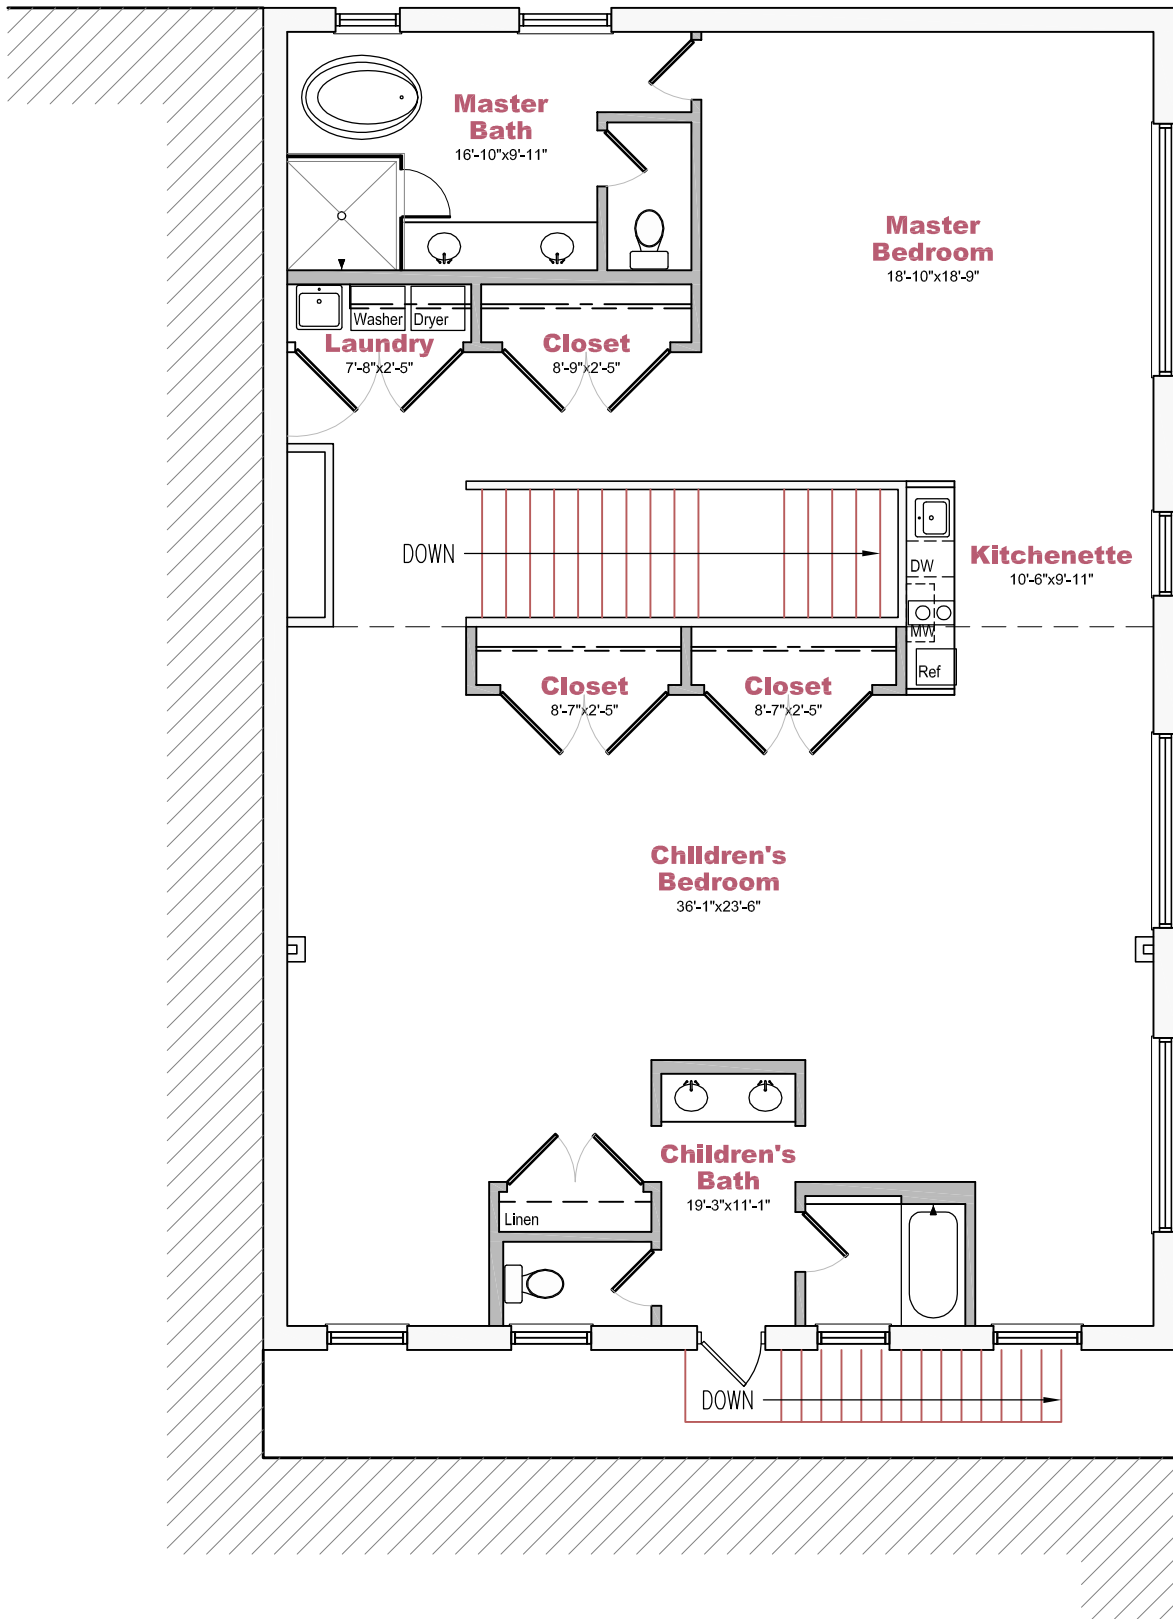 Master
Bath
16'-10"x9'-11"
Master
Bedroom
18'-10"x18'-9"
Washer
Dryer
Laundry
7'-8"x2'-5"
Closet
8'-9"x2'-5"
DOWN
DW
Kitchenette
10'-6"x9'-11"
MW
Ref
Closet
8'-7"x2'-5"
Closet
8'-7"x2'-5"
Children's
Bedroom
36'-1"x23'-6"
Children's
Bath
19'-3"x11'-1"
Linen
DOWN